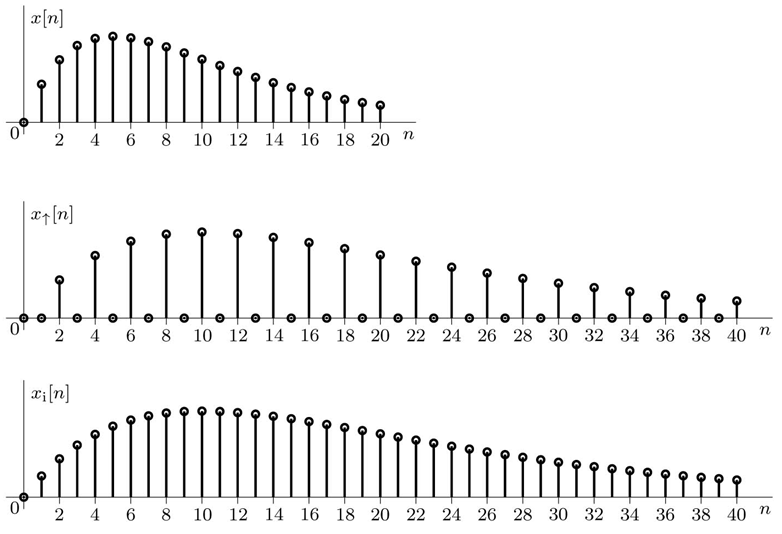 x[n]
0 2 4 6 8 10 12 14 16 18 20 n
x↑[n]
0 2 4 6 8 10 12 14 16 18 20 22 24 26 28 30 32 34 36 38 40 n
xᵢ[n]
0 2 4 6 8 10 12 14 16 18 20 22 24 26 28 30 32 34 36 38 40 n